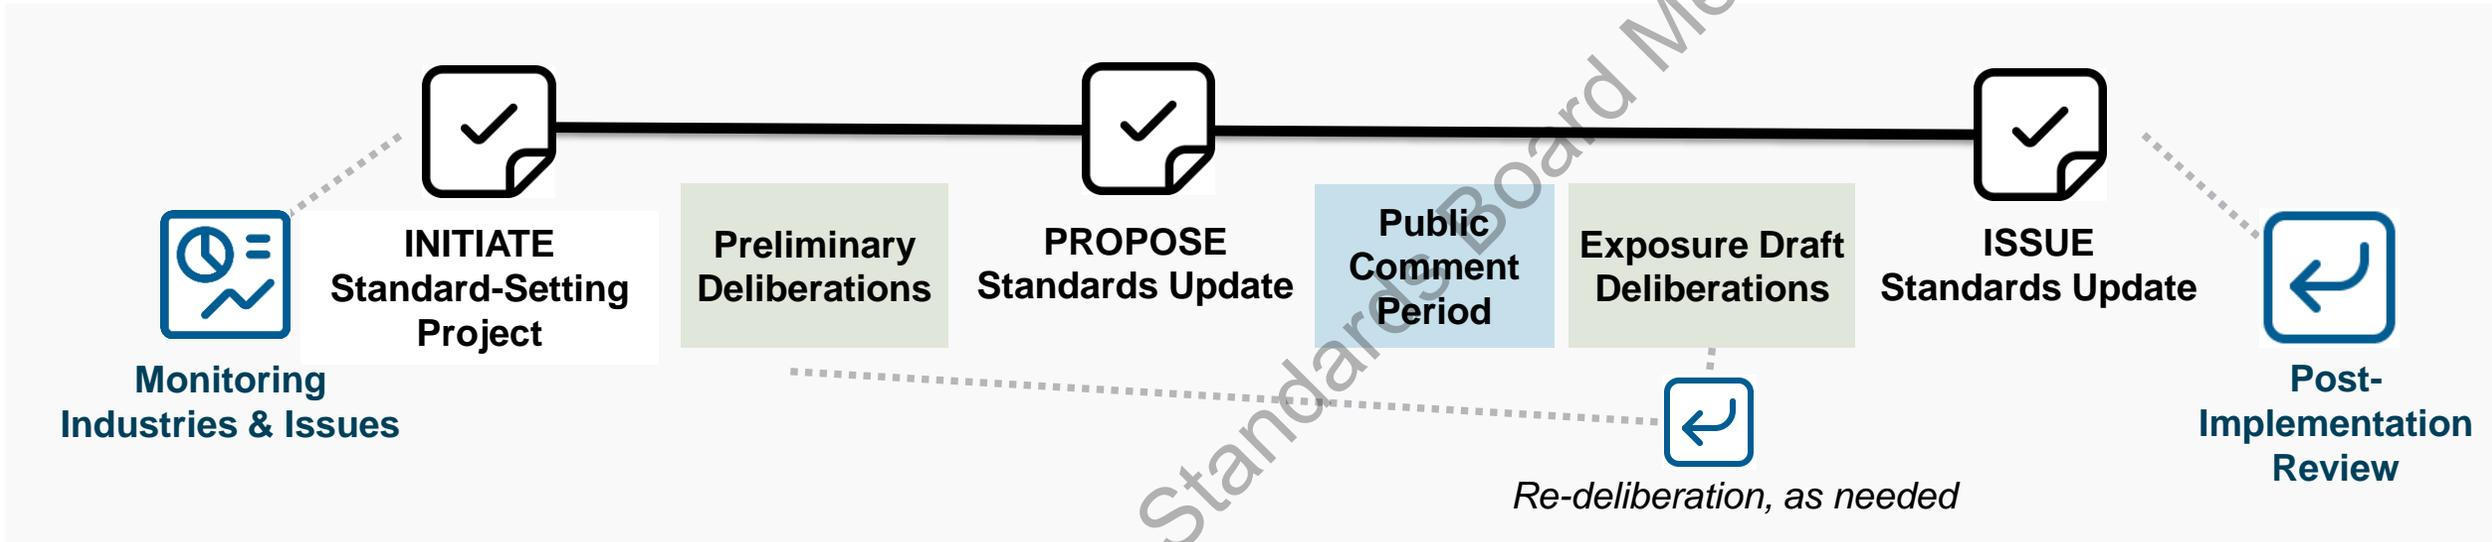 INITIATE
Standard-Setting
Project
Preliminary
Deliberations
PROPOSE
Standards Update
Public
Comment
Period
Exposure Draft
Deliberations
ISSUE
Standards Update
Monitoring
Industries & Issues
Post-
Implementation
Review
Re-deliberation, as needed
Standards Board